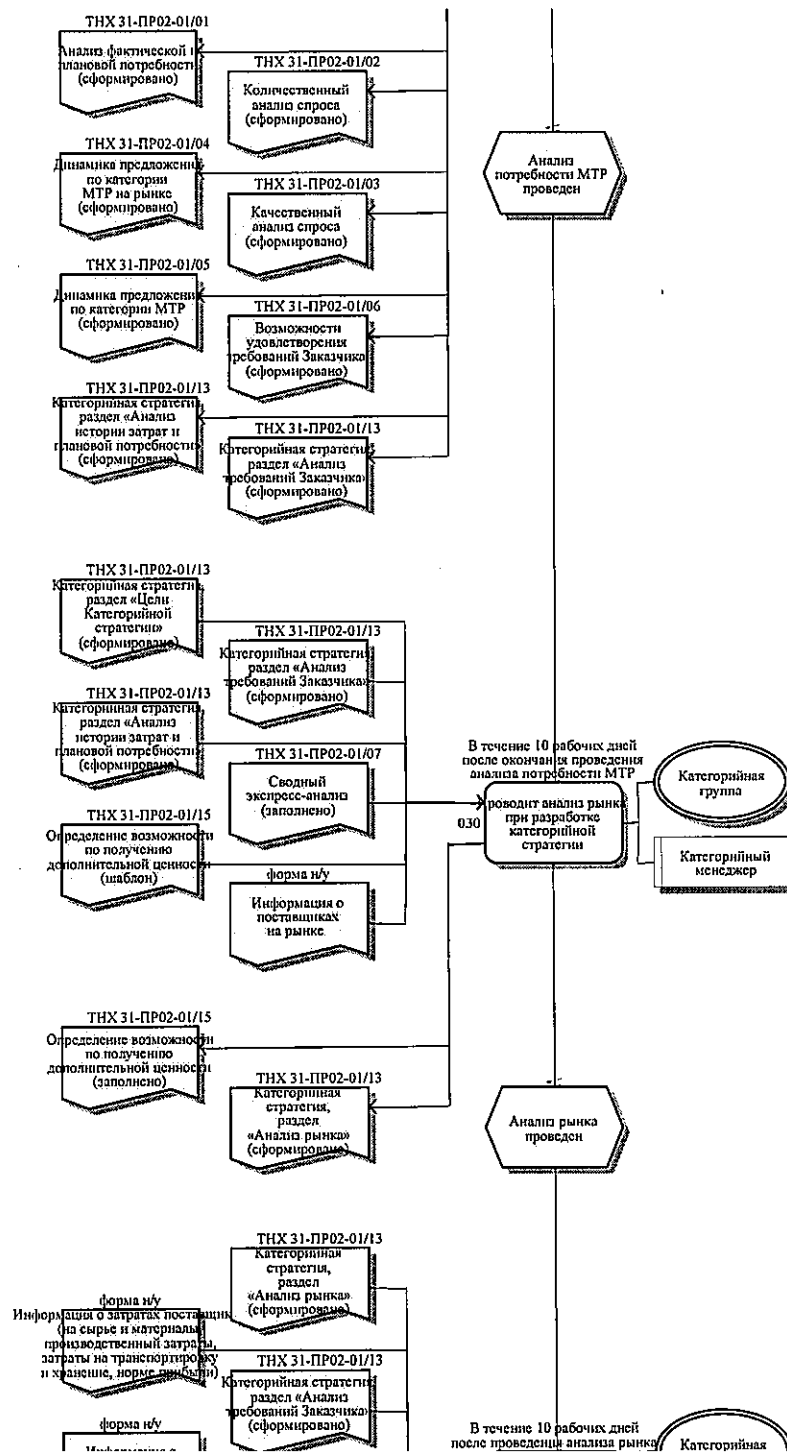 ТНХ 31-ПР02-01/01
Анализ фактической и
плановой потребности
(сформировано)
ТНХ 31-ПР02-01/02
Количественный
анализ спроса
(сформировано)
ТНХ 31-ПР02-01/04
Динамика предложения
по категории
МТР на рынке
(сформировано)
ТНХ 31-ПР02-01/03
Качественный
анализ спроса
(сформировано)
Анализ
потребности МТР
проведен
ТНХ 31-ПР02-01/05
Динамика предложения
по категории МТР
(сформировано)
ТНХ 31-ПР02-01/06
Возможности
удовлетворения
требований Заказчика
(сформировано)
ТНХ 31-ПР02-01/13
Категорийная стратегия,
раздел «Анализ
истории затрат и
плановой потребности»
(сформировано)
ТНХ 31-ПР02-01/13
Категорийная стратегия,
раздел «Анализ
требований Заказчика»
(сформировано)
ТНХ 31-ПР02-01/13
Категорийная стратегия,
раздел «Цели
Категорийной
стратегии»
(сформировано)
ТНХ 31-ПР02-01/13
Категорийная стратегия,
раздел «Анализ
требований Заказчика»
(сформировано)
ТНХ 31-ПР02-01/13
Категорийная стратегия,
раздел «Анализ
истории затрат и
плановой потребности»
(сформировано)
ТНХ 31-ПР02-01/07
Сводный
экспресс-анализ
(заполнено)
ТНХ 31-ПР02-01/15
Определение возможности
по получению
дополнительной ценности
(шаблон)
форма н/у
Информация о
поставщиках
на рынке
В течение 10 рабочих дней
после окончания проведения
анализа потребности МТР
030
роводит анализ рынка
при разработке
категорийной
стратегии
Категорийная
группа
Категорийный
менеджер
ТНХ 31-ПР02-01/15
Определение возможности
по получению
дополнительной ценности
(заполнено)
ТНХ 31-ПР02-01/13
Категорийная
стратегия,
раздел
«Анализ рынка»
(сформировано)
Анализ рынка
проведен
ТНХ 31-ПР02-01/13
Категорийная
стратегия,
раздел
«Анализ рынка»
(сформировано)
форма н/у
Информация о затратах поставщик
(на сырье и материалы,
производственный затраты,
затраты на транспортировку
и хранение, норме прибыли)
ТНХ 31-ПР02-01/13
Категорийная стратегия,
раздел «Анализ
требований Заказчика»
(сформировано)
форма н/у
Информация о
В течение 10 рабочих дней
после проведения анализа рынка
Категорийная